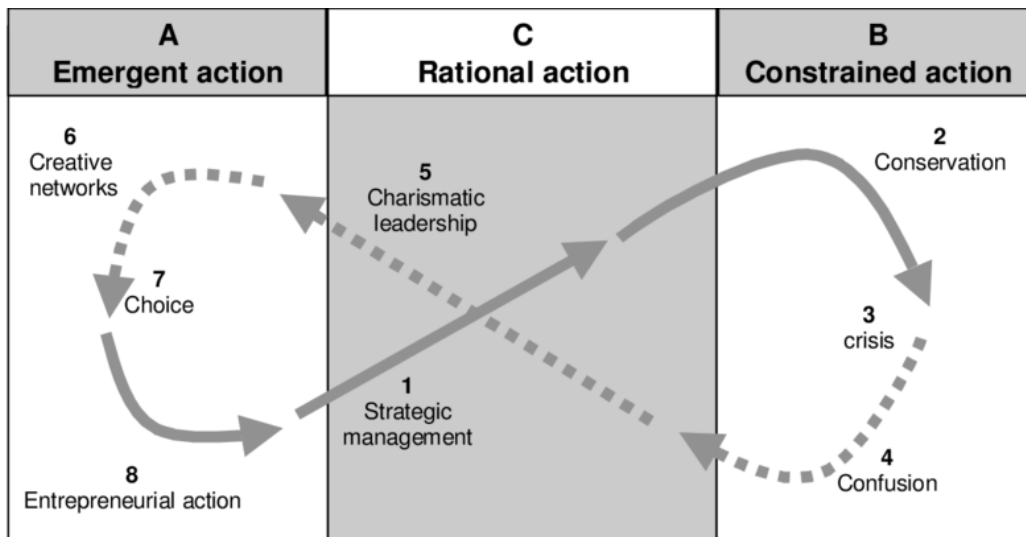 A
Emergent action
C
Rational action
B
Constrained action
6
Creative
networks
7
Choice
8
Entrepreneurial action
5
Charismatic
leadership
1
Strategic
management
2
Conservation
3
crisis
4
Confusion